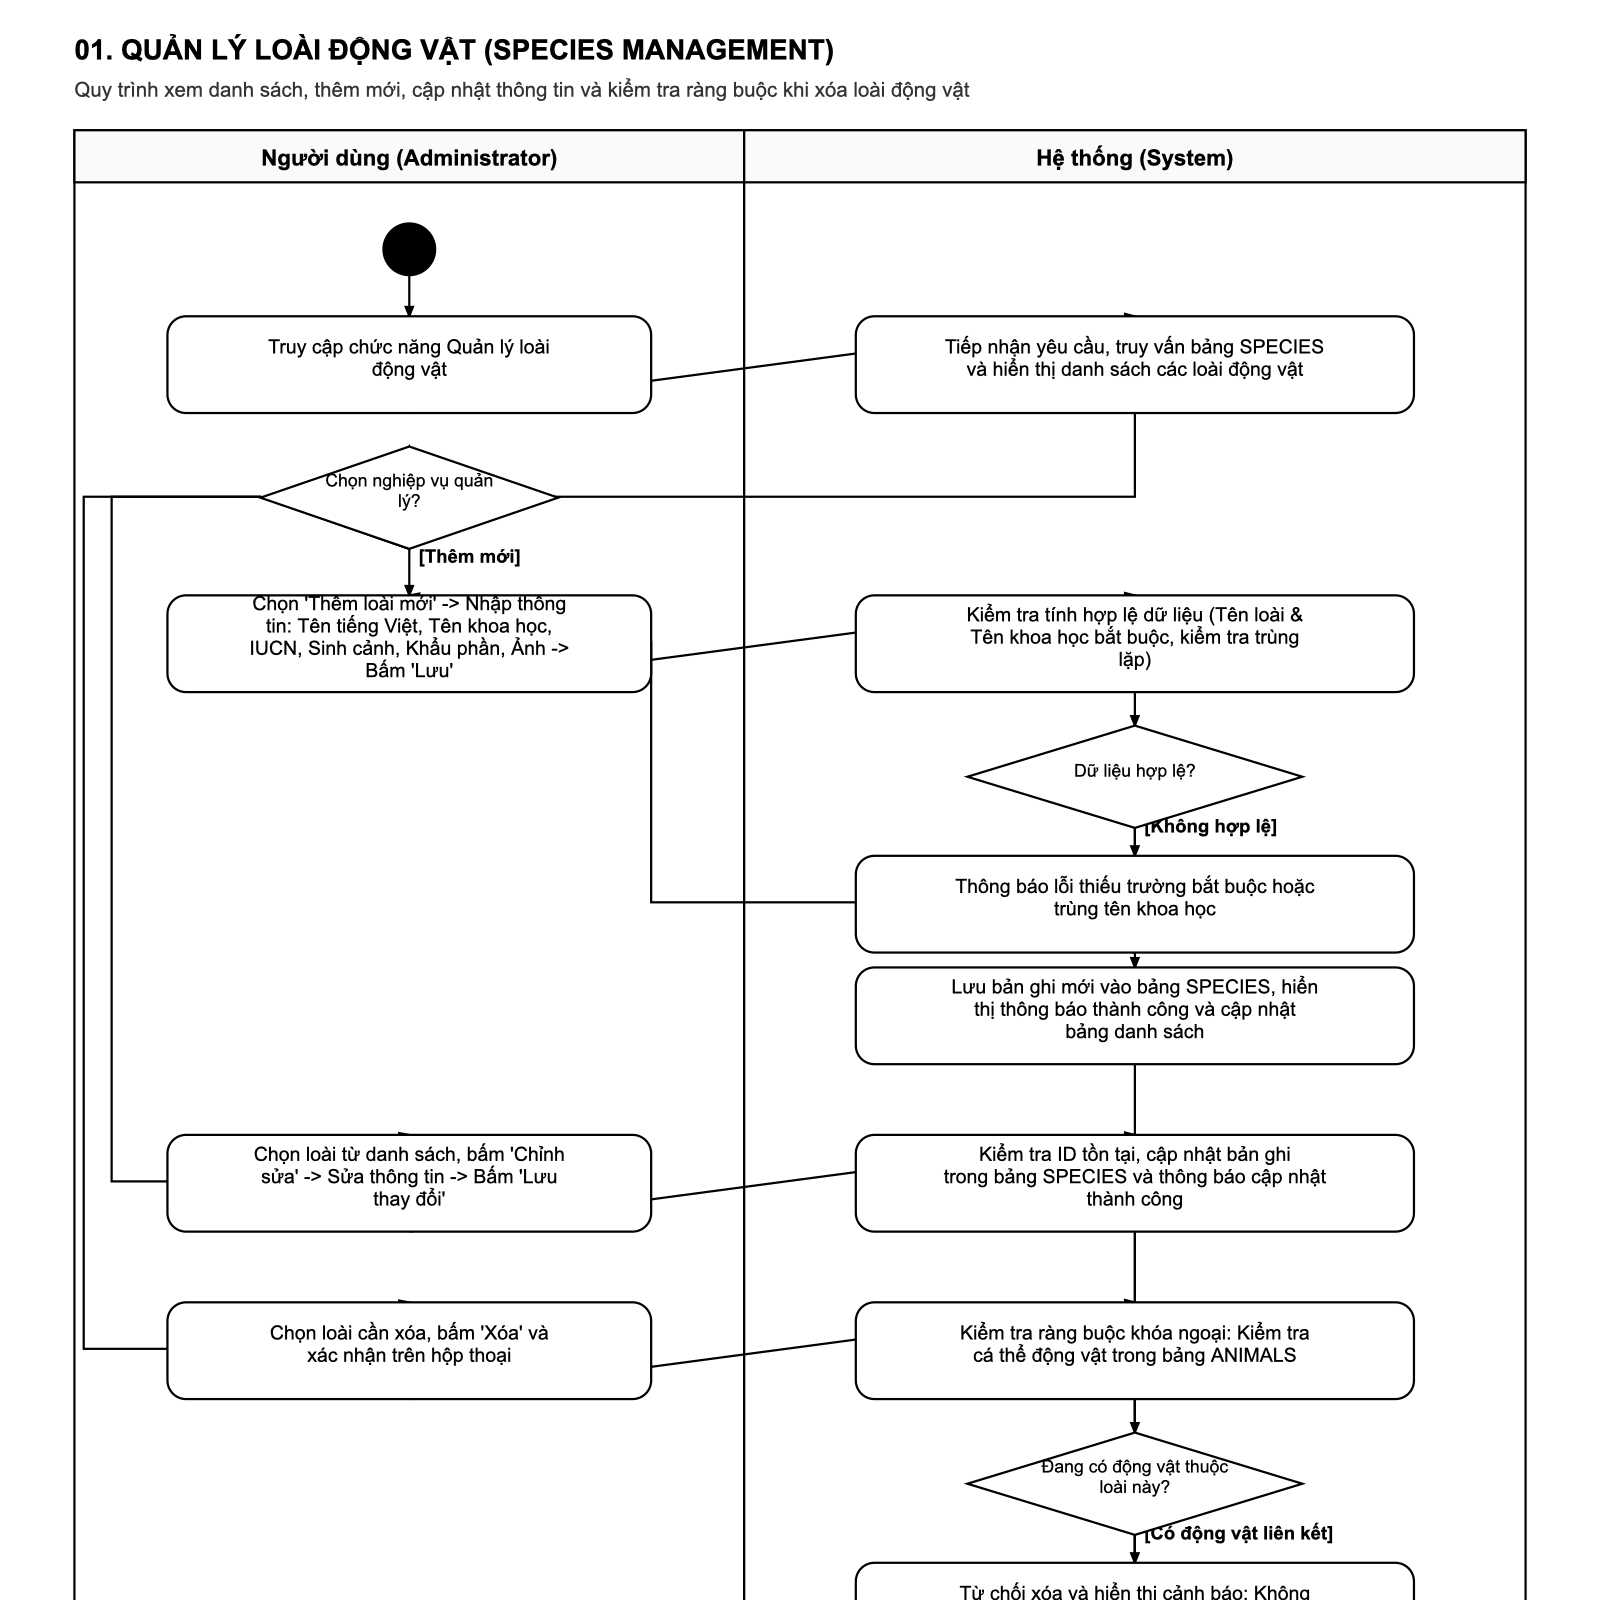 01. QUẢN LÝ LOÀI ĐỘNG VẬT (SPECIES MANAGEMENT)
Quy trình xem danh sách, thêm mới, cập nhật thông tin và kiểm tra ràng buộc khi xóa loài động vật
Người dùng (Administrator)
Hệ thống (System)
Truy cập chức năng Quản lý loài
động vật
Tiếp nhận yêu cầu, truy vấn bảng SPECIES
và hiển thị danh sách các loài động vật
Chọn nghiệp vụ quản
lý?
[Thêm mới]
Chọn 'Thêm loài mới' -> Nhập thông
tin: Tên tiếng Việt, Tên khoa học,
IUCN, Sinh cảnh, Khẩu phần, Ảnh ->
Bấm 'Lưu'
Kiểm tra tính hợp lệ dữ liệu (Tên loài &
Tên khoa học bắt buộc, kiểm tra trùng
lặp)
Dữ liệu hợp lệ?
[Không hợp lệ]
Thông báo lỗi thiếu trường bắt buộc hoặc
trùng tên khoa học
Lưu bản ghi mới vào bảng SPECIES, hiển
thị thông báo thành công và cập nhật
bảng danh sách
Chọn loài từ danh sách, bấm 'Chỉnh
sửa' -> Sửa thông tin -> Bấm 'Lưu
thay đổi'
Kiểm tra ID tồn tại, cập nhật bản ghi
trong bảng SPECIES và thông báo cập nhật
thành công
Chọn loài cần xóa, bấm 'Xóa' và
xác nhận trên hộp thoại
Kiểm tra ràng buộc khóa ngoại: Kiểm tra
cá thể động vật trong bảng ANIMALS
Đang có động vật thuộc
loài này?
[Có động vật liên kết]
Từ chối xóa và hiển thị cảnh báo: Không